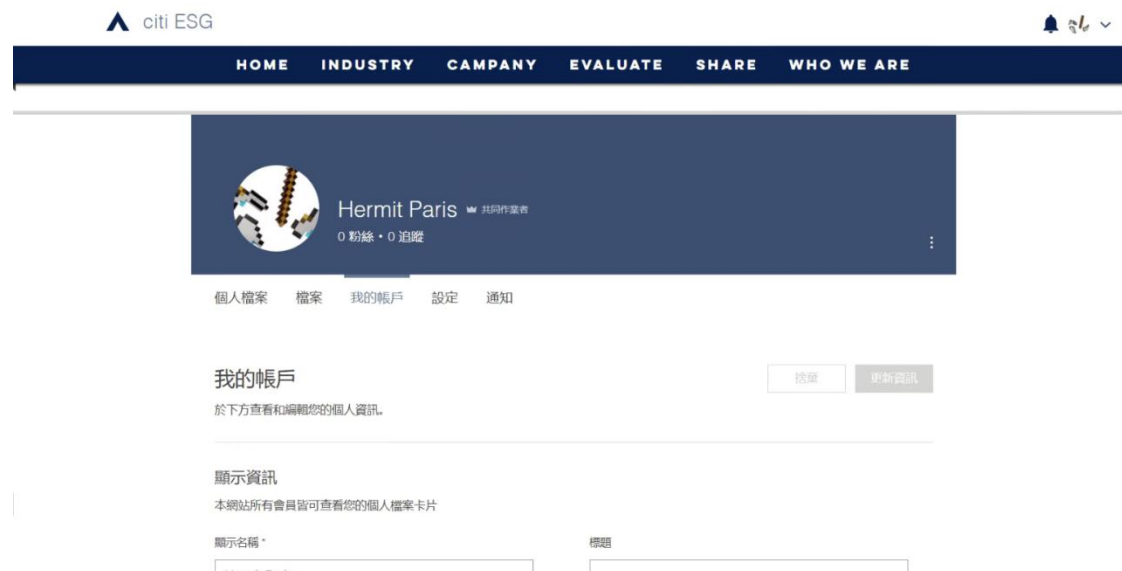 citi ESG
HOME INDUSTRY CAMPANY EVALUATE SHARE WHO WE ARE
Hermit Paris 共同作業者
0 粉絲・0 追蹤
個人檔案 檔案 我的帳戶 設定 通知
我的帳戶
捨棄 更新資訊
於下方查看和編輯您的個人資訊。
顯示資訊
本網站所有會員皆可查看您的個人檔案卡片
顯示名稱 * 標題